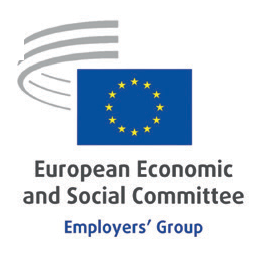 European Economic
and Social Committee
Employers’ Group